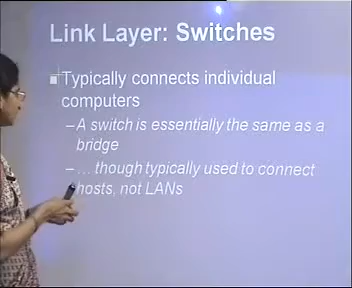 Link Layer: Switches
Typically connects individual
computers
–A switch is essentially the same as a
bridge
– ... though typically used to connect
hosts, not LANs